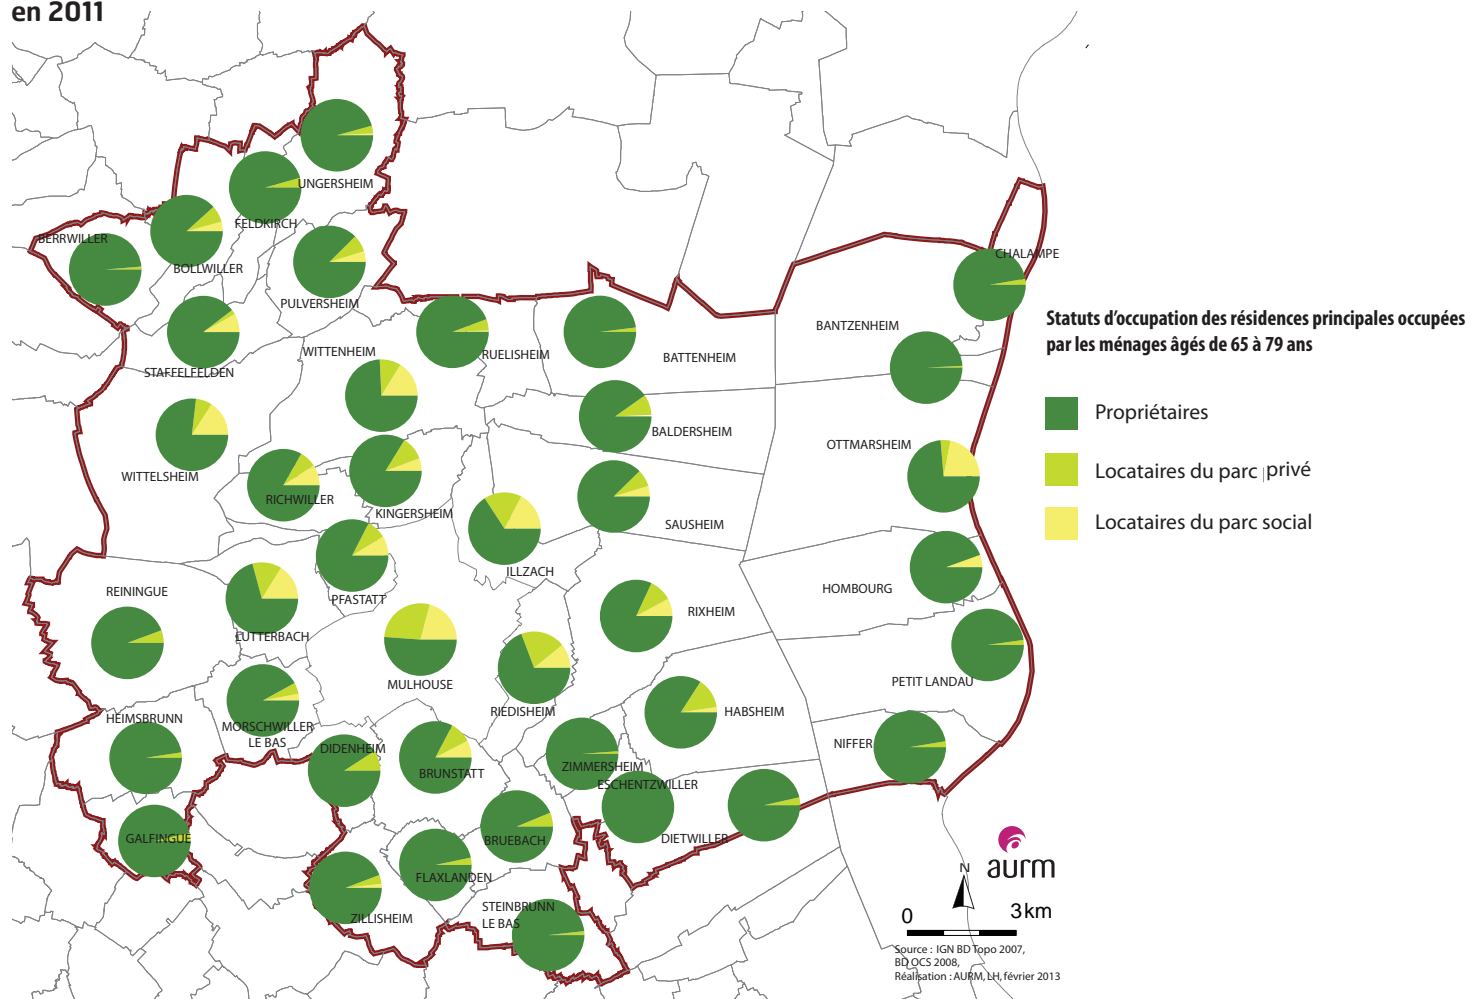 en 2011
UNGERSHEIM
FELDKIRCH
BERRWILLER
BOLLWILLER
PULVERSHEIM
CHALAMPE
BANTZENHEIM
Statuts d’occupation des résidences principales occupées
par les ménages âgés de 65 à 79 ans
Propriétaires
Locataires du parc privé
Locataires du parc social
WITTENHEIM
RUELISHEIM
BATTENHEIM
STAFFELFELDEN
BALDERSHEIM
OTTMARSHEIM
WITTELSHEIM
RICHWILLER
KINGERSHEIM
SAUSHEIM
ILLZACH
REININGUE
PFASTATT
HOMBOURG
RIXHEIM
LUTTERBACH
MULHOUSE
PETIT LANDAU
RIEDISHEIM
HABSHEIM
HEIMSBRUNN
MORSCHWILLER
LE BAS
DIDENHEIM
NIFFER
BRUNSTATT
ZIMMERSHEIM
ESCHENTZWILLER
GALFINGUE
BRUEBACH
DIETWILLER
FLAXLANDEN
ZILLISHEIM
STEINBRUNN
LE BAS
aurm
N
0 3km
Source : IGN BD Topo 2007,
BD OCS 2008,
Réalisation : AURM, LH, février 2013